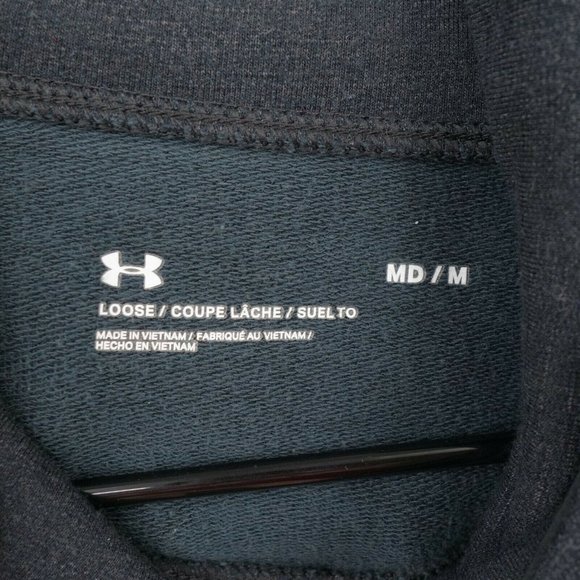 MD / M
LOOSE / COUPE LÂCHE / SUELTO
MADE IN VIETNAM / FABRIQUÉ AU VIETNAM /
HECHO EN VIETNAM